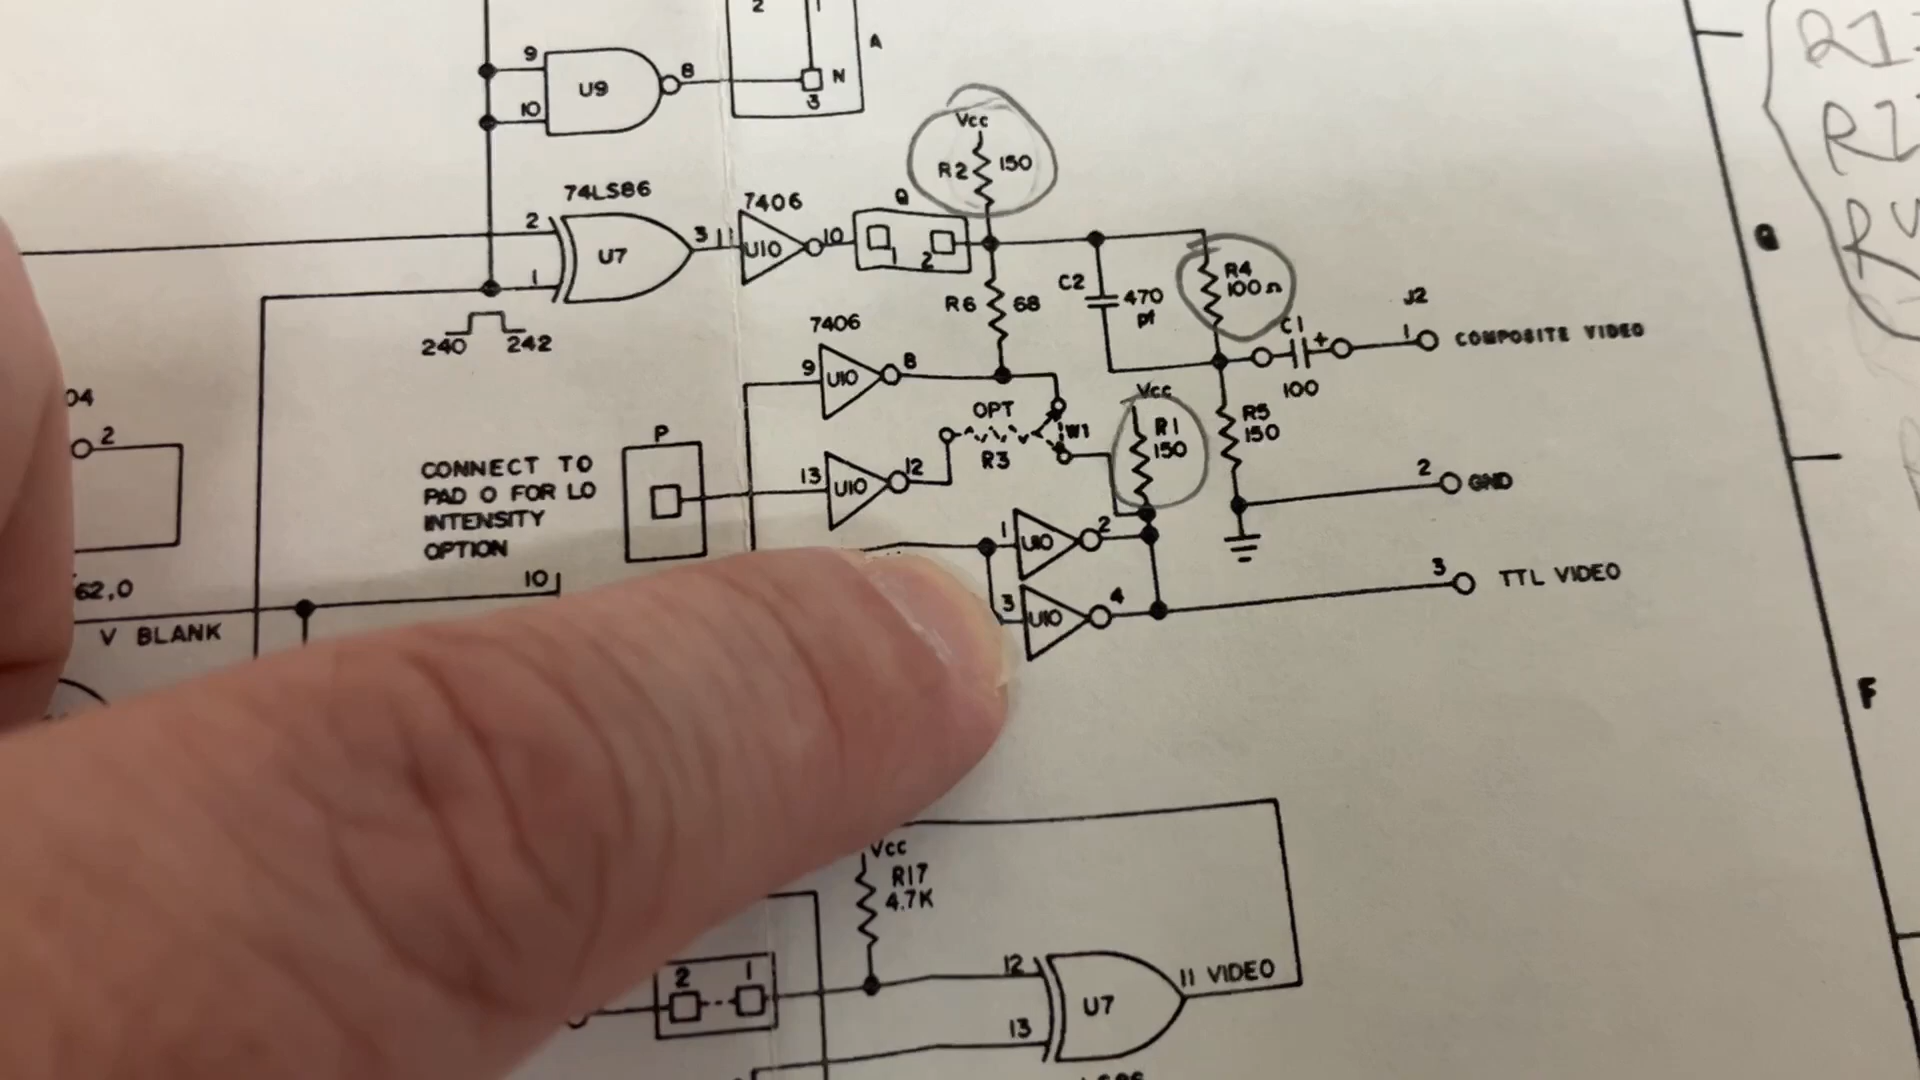 2 1
A
9
U9 8 N
10 3
Vcc
R2 150
74LS86
7406 Q
2 3 11 10
U7 U10 1 2
1
R4
C2 R6 68 100Ω
470
pf
J2
240 242
7406
C1 + 1 COMPOSITE VIDEO
100
9 U10 8
04
2
OPT
W1
R3
Vcc
R1
150
R5
150
P
CONNECT TO
PAD O FOR LO
INTENSITY
OPTION
13 U10 12
2 GND
1 U10 2
62,0
10
3 U10 4
3 TTL VIDEO
V BLANK
G
F
Vcc
R17
4.7K
2 1
12
U7 11 VIDEO
13